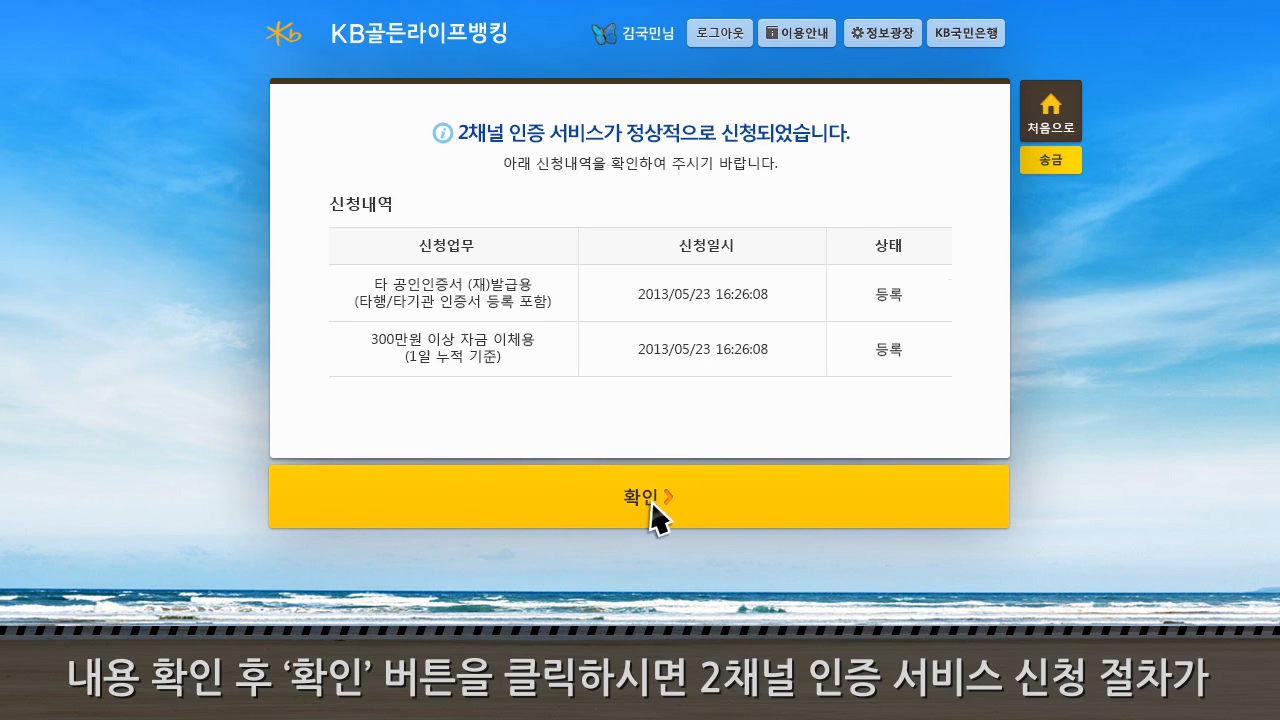 KB골든라이프뱅킹
김국민님
로그아웃
이용안내
정보광장
KB국민은행
처음으로
송금
2채널 인증 서비스가 정상적으로 신청되었습니다.
아래 신청내역을 확인하여 주시기 바랍니다.
신청내역
신청업무 신청일시 상태
타 공인인증서 (재)발급용
(타행/타기관 인증서 등록 포함)
2013/05/23 16:26:08
등록
300만원 이상 자금 이체용
(1일 누적 기준)
2013/05/23 16:26:08
등록
확인
내용 확인 후 ‘확인’ 버튼을 클릭하시면 2채널 인증 서비스 신청 절차가